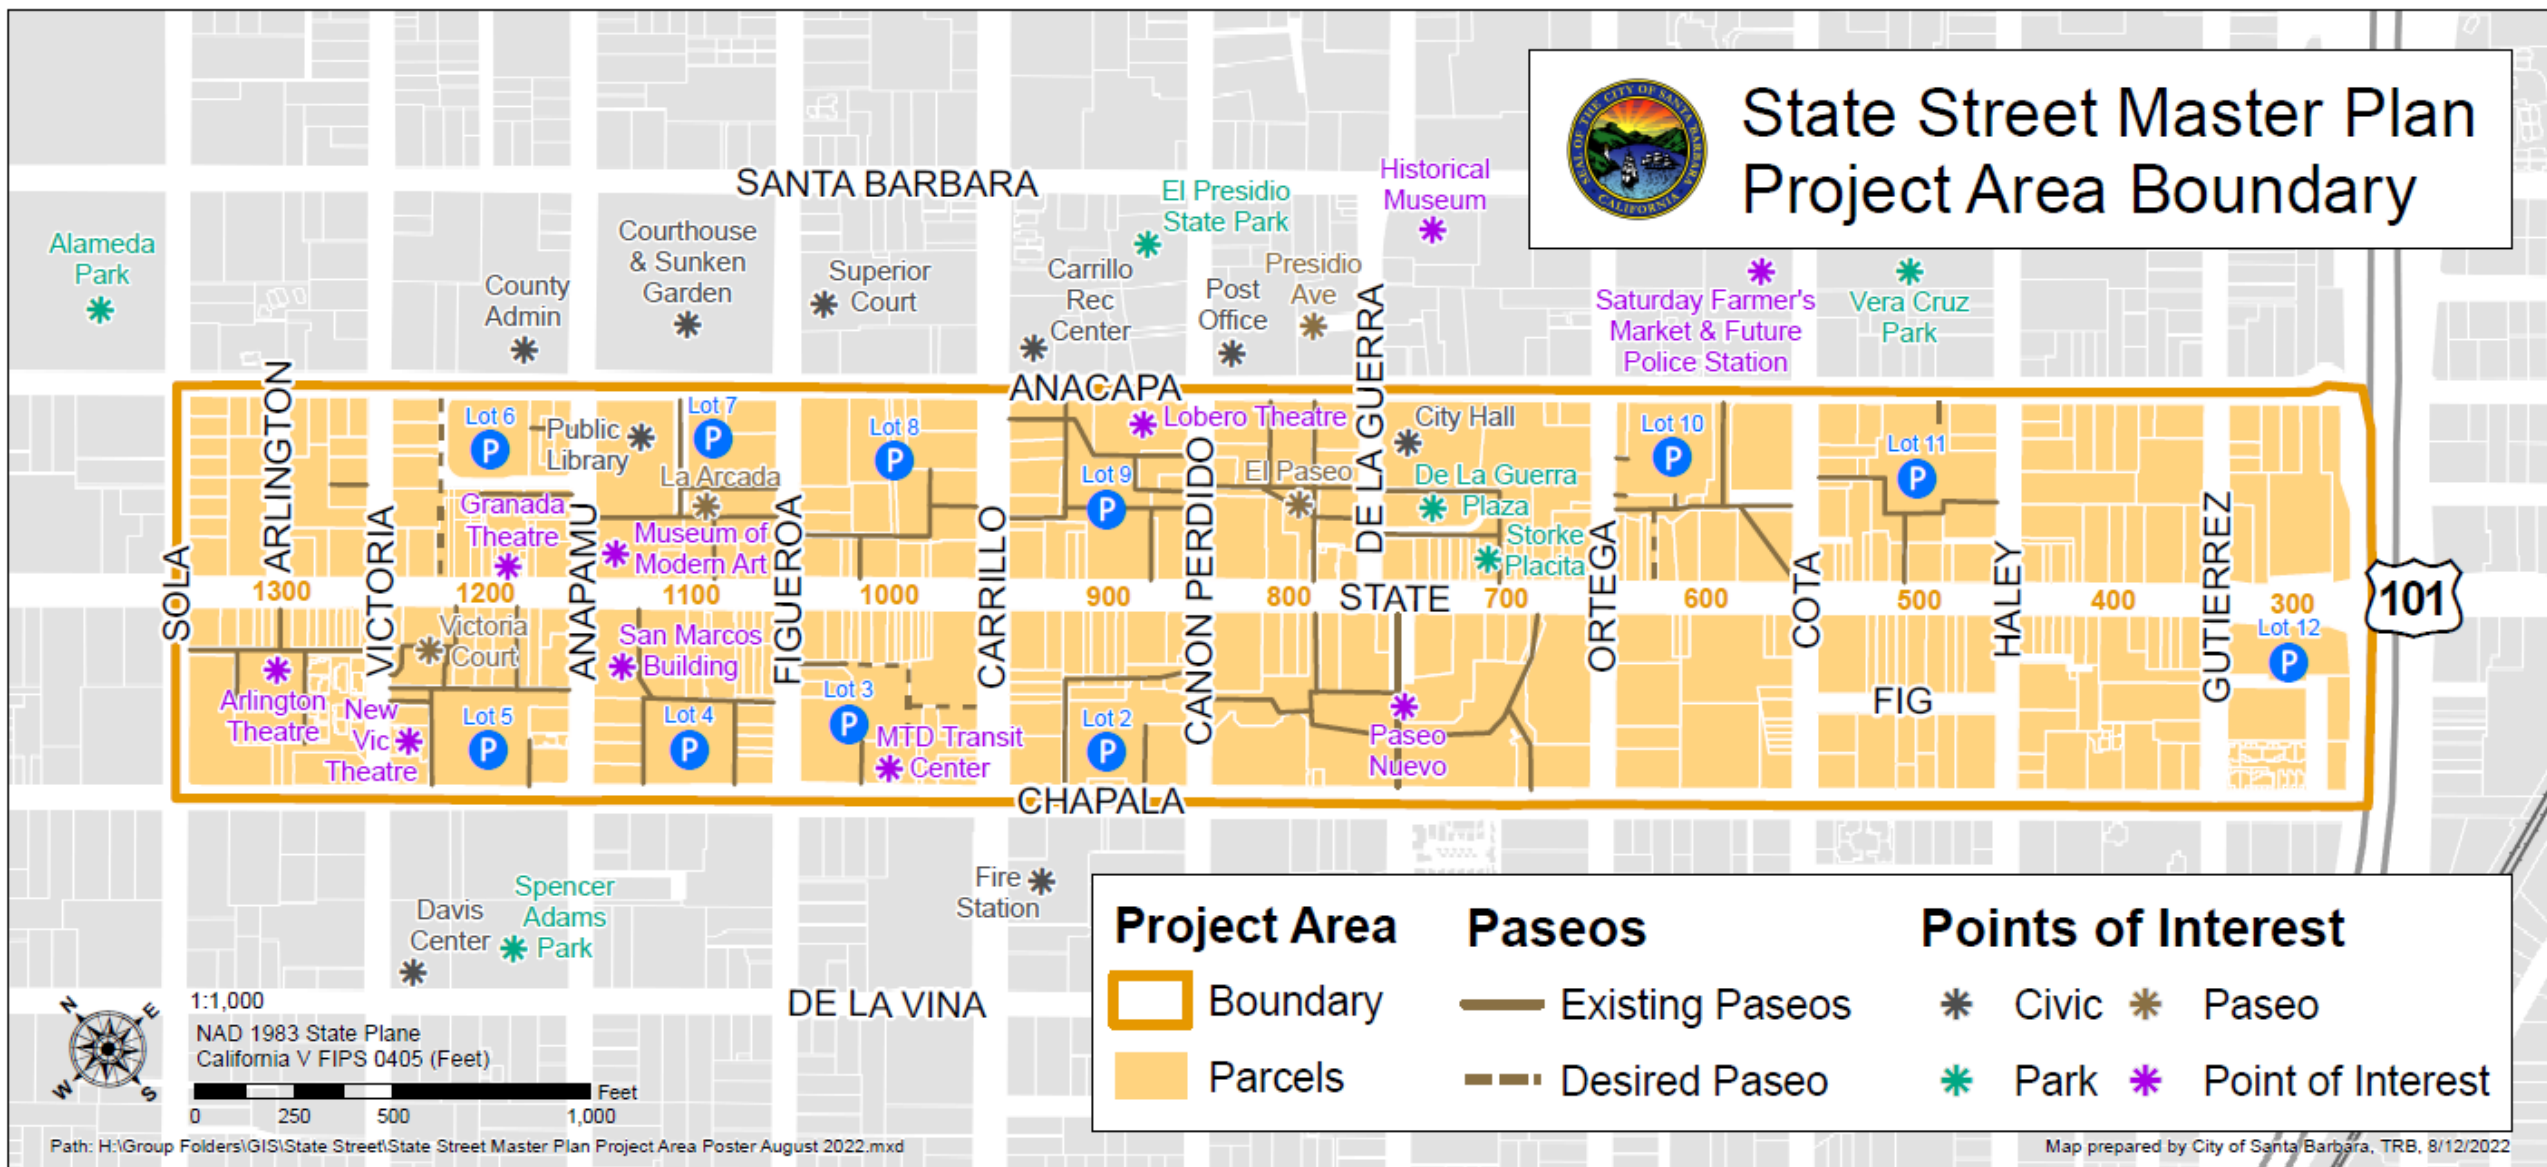 State Street Master Plan
Project Area Boundary
SEAL OF THE CITY OF SANTA BARBARA
CALIFORNIA
SANTA BARBARA
Alameda
Park
County
Admin
Courthouse
& Sunken
Garden
Superior
Court
Carrillo
Rec
Center
El Presidio
State Park
Post
Office
Presidio
Ave
Historical
Museum
Saturday Farmer's
Market & Future
Police Station
Vera Cruz
Park
ANACAPA
SOLA
ARLINGTON
VICTORIA
ANAPAMU
FIGUEROA
CARRILLO
CANON PERDIDO
DE LA GUERRA
ORTEGA
COTA
HALEY
GUTIERREZ
Lot 6
P
Public
Library
Lot 7
P
La Arcada
Lot 8
P
Lobero Theatre
Lot 9
P
El Paseo
City Hall
De La Guerra
Plaza
Storke
Placita
Lot 10
P
Lot 11
P
Granada
Theatre
Museum of
Modern Art
1300
1200
1100
1000
900
800
STATE
700
600
500
400
300
101
Lot 12
P
Victoria
Court
San Marcos
Building
Arlington
Theatre
New
Vic
Theatre
Lot 5
P
Lot 4
P
Lot 3
P
MTD Transit
Center
Lot 2
P
Paseo
Nuevo
FIG
CHAPALA
Davis
Center
Spencer
Adams
Park
Fire
Station
DE LA VINA
N
E
W
S
1:1,000
NAD 1983 State Plane
California V FIPS 0405 (Feet)
Feet
0 250 500 1,000
Project Area
Boundary
Parcels
Paseos
Existing Paseos
Desired Paseo
Points of Interest
Civic
Paseo
Park
Point of Interest
Path: H:\Group Folders\GIS\State Street\State Street Master Plan Project Area Poster August 2022.mxd
Map prepared by City of Santa Barbara, TRB, 8/12/2022